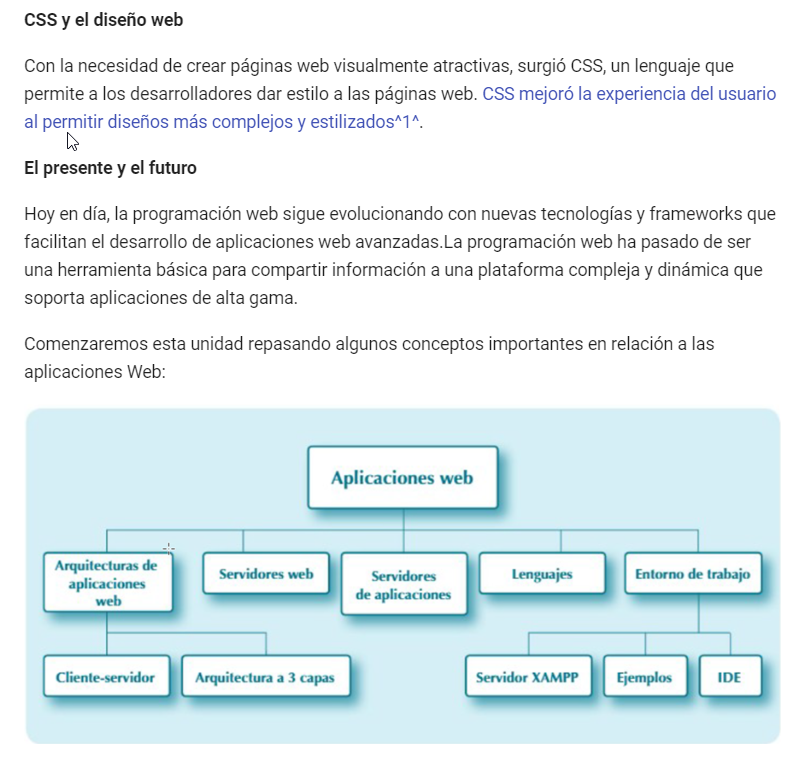 CSS y el diseño web
Con la necesidad de crear páginas web visualmente atractivas, surgió CSS, un lenguaje que
permite a los desarrolladores dar estilo a las páginas web. CSS mejoró la experiencia del usuario
al permitir diseños más complejos y estilizados^1^.
El presente y el futuro
Hoy en día, la programación web sigue evolucionando con nuevas tecnologías y frameworks que
facilitan el desarrollo de aplicaciones web avanzadas.La programación web ha pasado de ser
una herramienta básica para compartir información a una plataforma compleja y dinámica que
soporta aplicaciones de alta gama.
Comenzaremos esta unidad repasando algunos conceptos importantes en relación a las
aplicaciones Web:
Aplicaciones web
Arquitecturas de
aplicaciones
web
Servidores web
Servidores
de aplicaciones
Lenguajes
Entorno de trabajo
Cliente-servidor
Arquitectura a 3 capas
Servidor XAMPP
Ejemplos
IDE